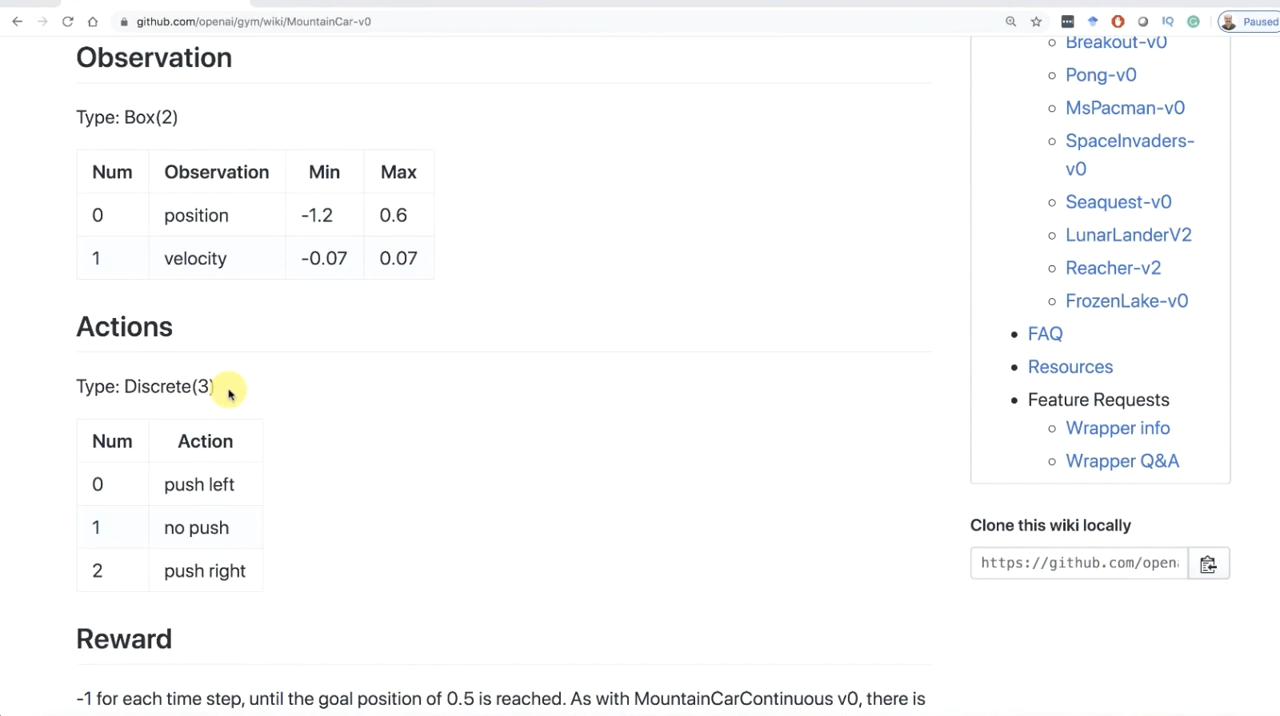 github.com/openai/gym/wiki/MountainCar-v0
IQ
Paused
Observation
Type: Box(2)
Num Observation Min Max
0 position -1.2 0.6
1 velocity -0.07 0.07
Actions
Type: Discrete(3)
Num Action
0 push left
1 no push
2 push right
Reward
-1 for each time step, until the goal position of 0.5 is reached. As with MountainCarContinuous v0, there is
Breakout-v0
Pong-v0
MsPacman-v0
SpaceInvaders-
v0
Seaquest-v0
LunarLanderV2
Reacher-v2
FrozenLake-v0
FAQ
Resources
Feature Requests
Wrapper info
Wrapper Q&A
Clone this wiki locally
https://github.com/open